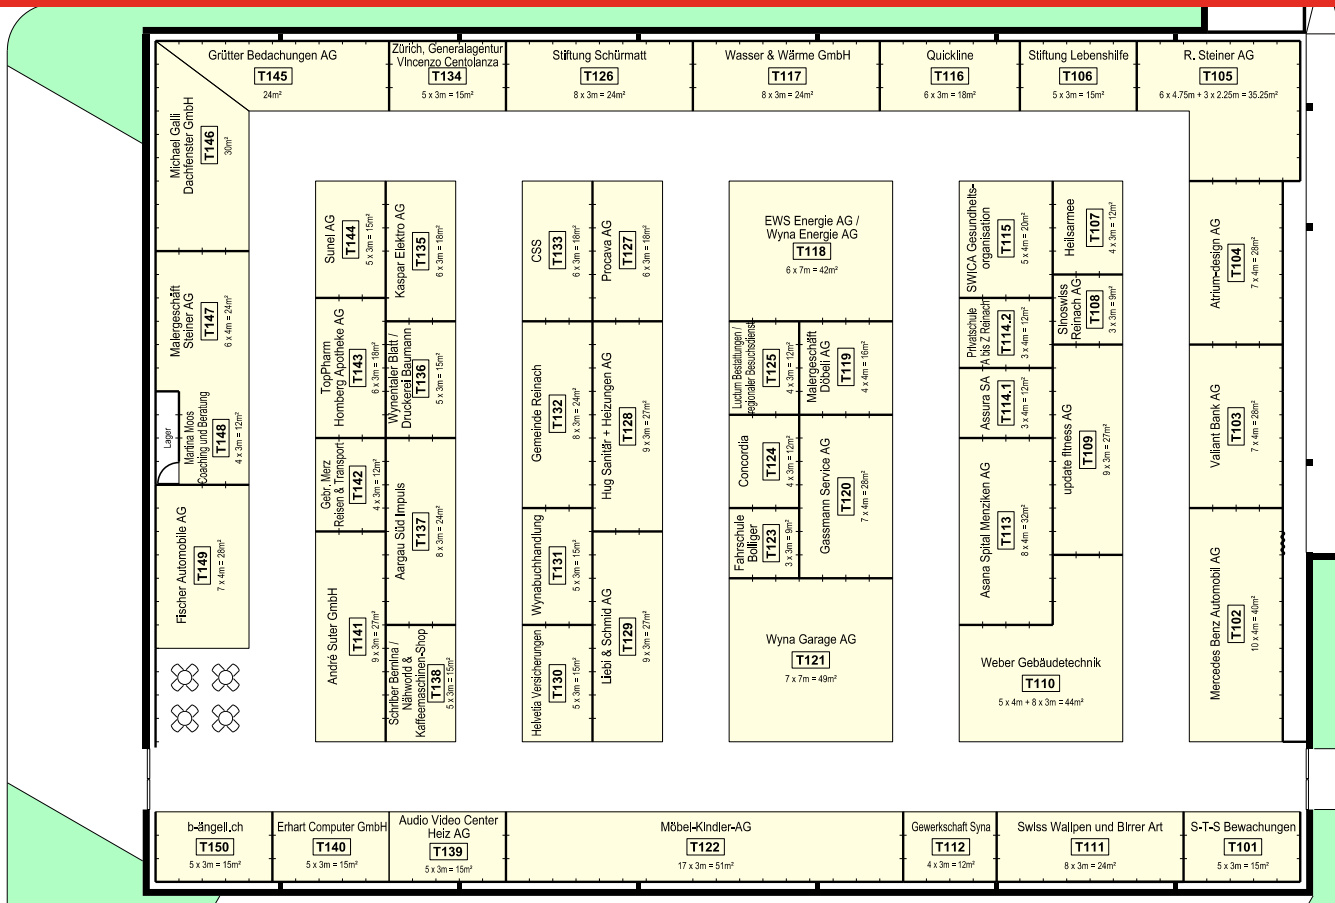 Grütter Bedachungen AG
T145
24m²
Zürich, Generalagentur
Vincenzo Centolanza
T134
5 x 3m = 15m²
Stiftung Schürmatt
T126
8 x 3m = 24m²
Wasser & Wärme GmbH
T117
8 x 3m = 24m²
Quickline
T116
6 x 3m = 18m²
Stiftung Lebenshilfe
T106
5 x 3m = 15m²
R. Steiner AG
T105
6 x 4.75m + 3 x 2.25m = 35.25m²
Michael Galli
Dachfenster GmbH
T146
30m²
Malergeschäft
Steiner AG
T147
6 x 4m = 24m²
Lager
Martina Moos
Coaching und Beratung
T148
4 x 3m = 12m²
Fischer Automobile AG
T149
7 x 4m = 28m²
Sunel AG
T144
5 x 3m = 15m²
TopPharm
Homberg Apotheke AG
T143
6 x 3m = 18m²
Gebr. Merz
Reisen & Transport
T142
4 x 3m = 12m²
André Suter GmbH
T141
9 x 3m = 27m²
Kaspar Elektro AG
T135
6 x 3m = 18m²
Wynentaler Blatt /
Druckerei Baumann
T136
5 x 3m = 15m²
Aargau Süd Impuls
T137
8 x 3m = 24m²
Schriber Bernina /
Nähworld &
Kaffeemaschinen-Shop
T138
5 x 3m = 15m²
CSS
T133
6 x 3m = 18m²
Gemeinde Reinach
T132
8 x 3m = 24m²
Wynabuchhandlung
T131
5 x 3m = 15m²
Helvetia Versicherungen
T130
5 x 3m = 15m²
Procava AG
T127
6 x 3m = 18m²
Hug Sanitär + Heizungen AG
T128
9 x 3m = 27m²
Liebi & Schmid AG
T129
9 x 3m = 27m²
EWS Energie AG /
Wyna Energie AG
T118
6 x 7m = 42m²
Luctum Bestattungen /
regionaler Besuchsdienst
T125
4 x 3m = 12m²
Malergeschäft
Döbeli AG
T119
4 x 4m = 16m²
Concordia
T124
4 x 3m = 12m²
Gassmann Service AG
T120
7 x 4m = 28m²
Fahrschule
Bolliger
T123
3 x 3m = 9m²
Wyna Garage AG
T121
7 x 7m = 49m²
SWICA Gesundheits-
organisation
T115
5 x 4m = 20m²
Privatschule
A bis Z Reinach
T114.2
3 x 4m = 12m²
Assura SA
T114.1
3 x 4m = 12m²
Asana Spital Menziken AG
T113
8 x 4m = 32m²
Heilsarmee
T107
4 x 3m = 12m²
Sinoswiss
Reinach AG
T108
3 x 3m = 9m²
update fitness AG
T109
9 x 3m = 27m²
Weber Gebäudetechnik
T110
5 x 4m + 8 x 3m = 44m²
Atrium-design AG
T104
7 x 4m = 28m²
Valiant Bank AG
T103
7 x 4m = 28m²
Mercedes Benz Automobil AG
T102
10 x 4m = 40m²
b-ängeli.ch
T150
5 x 3m = 15m²
Erhart Computer GmbH
T140
5 x 3m = 15m²
Audio Video Center
Heiz AG
T139
5 x 3m = 15m²
Möbel-Kindler-AG
T122
17 x 3m = 51m²
Gewerkschaft Syna
T112
4 x 3m = 12m²
Swiss Wallpen und Birrer Art
T111
8 x 3m = 24m²
S-T-S Bewachungen
T101
5 x 3m = 15m²